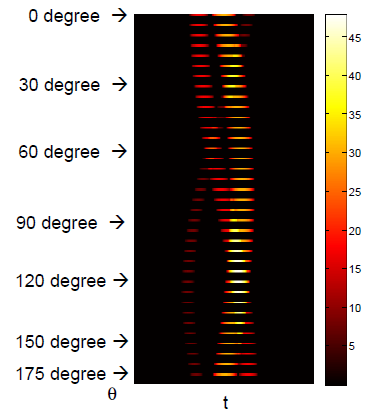 0 degree →
30 degree →
60 degree →
90 degree →
120 degree →
150 degree →
175 degree →
θ
t
45
40
35
30
25
20
15
10
5